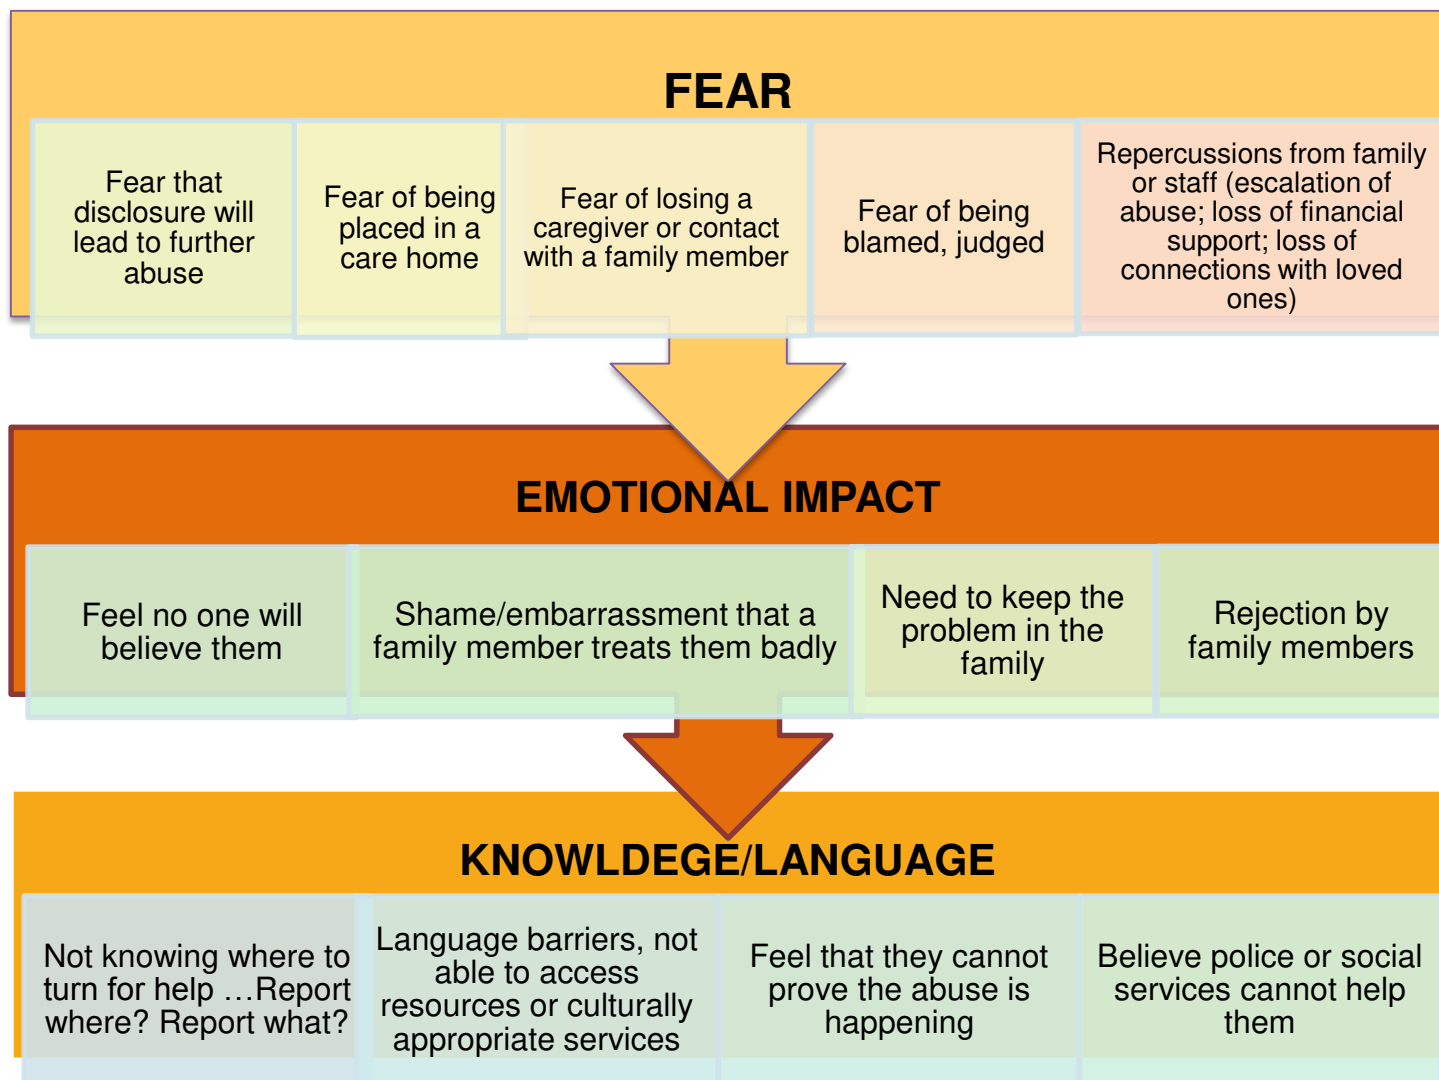 FEAR
Fear that
disclosure will
lead to further
abuse
Fear of being
placed in a
care home
Fear of losing a
caregiver or contact
with a family member
Fear of being
blamed, judged
Repercussions from family
or staff (escalation of
abuse; loss of financial
support; loss of
connections with loved
ones)
EMOTIONAL IMPACT
Feel no one will
believe them
Shame/embarrassment that a
family member treats them badly
Need to keep the
problem in the
family
Rejection by
family members
KNOWLDEGE/LANGUAGE
Not knowing where to
turn for help …Report
where? Report what?
Language barriers, not
able to access
resources or culturally
appropriate services
Feel that they cannot
prove the abuse is
happening
Believe police or social
services cannot help
them